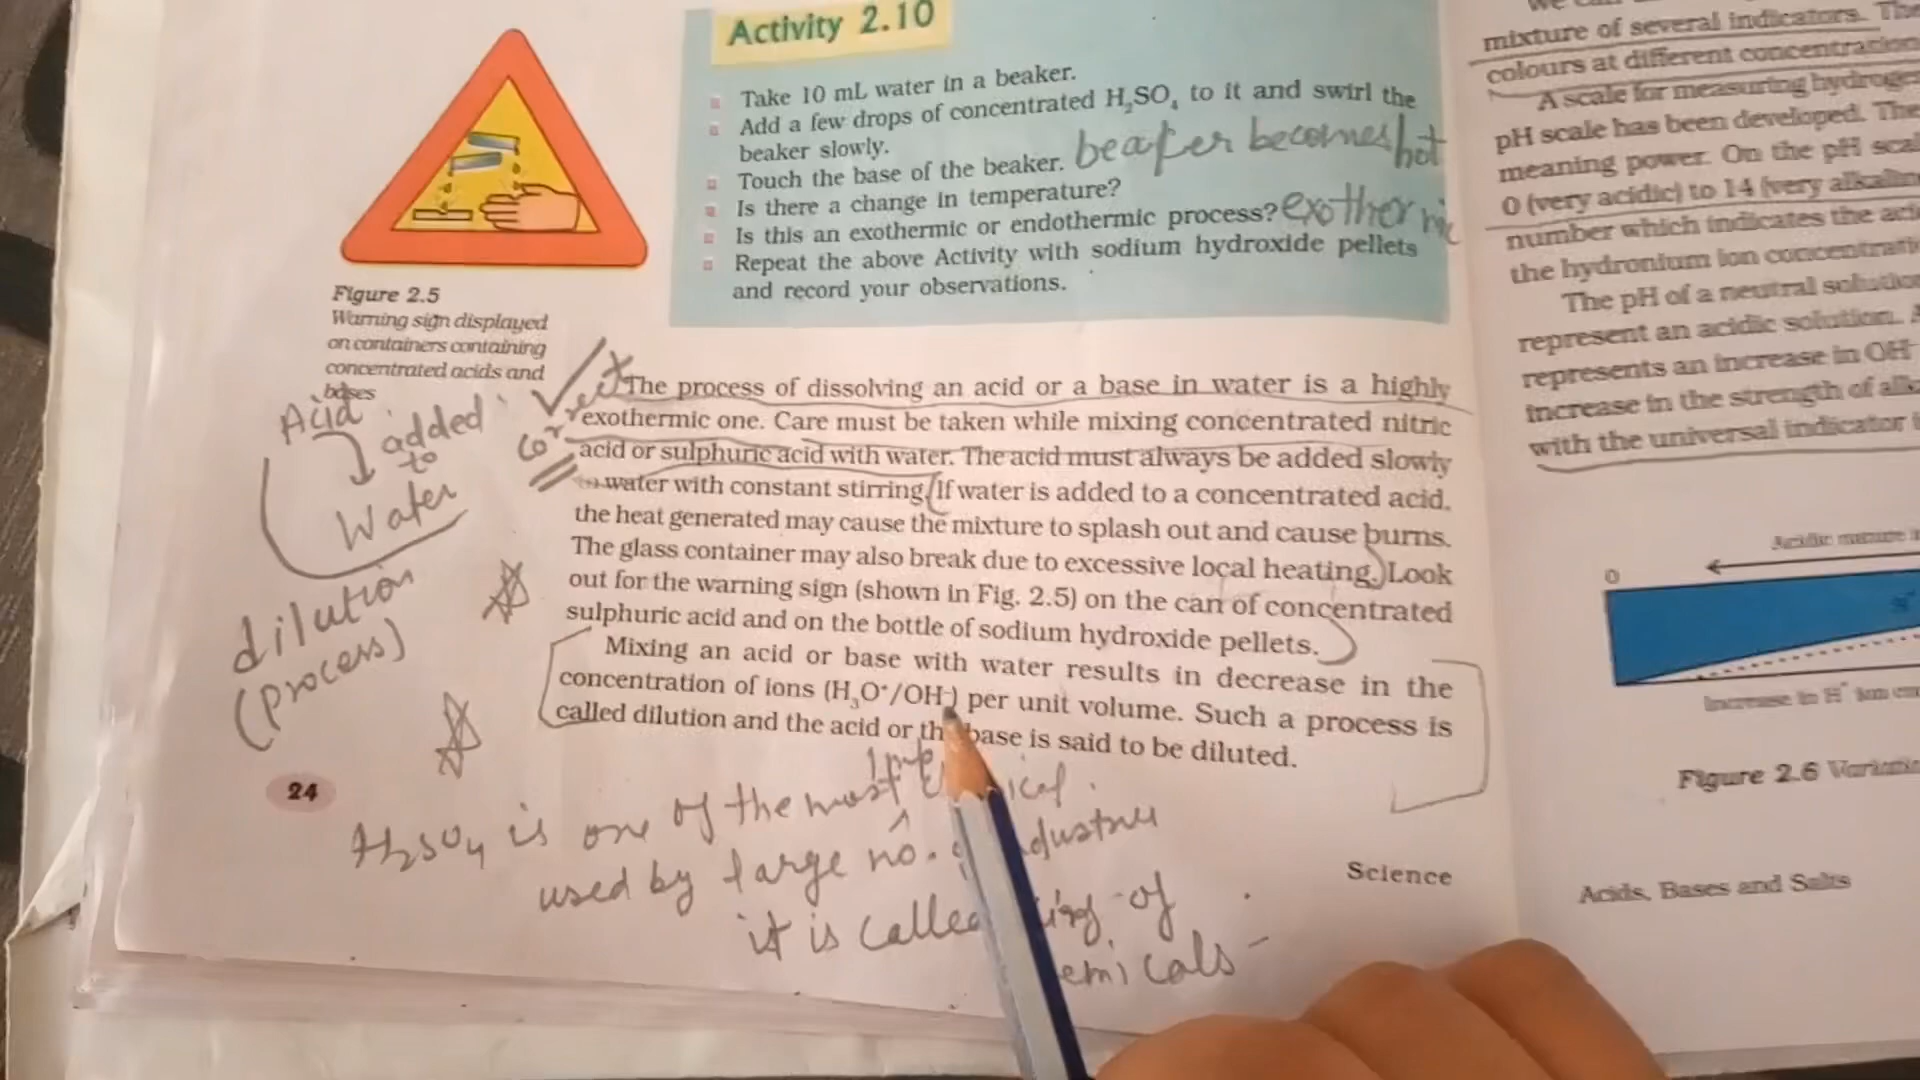 Activity 2.10
Take 10 mL water in a beaker.
Add a few drops of concentrated H₂SO₄ to it and swirl the
beaker slowly.
Touch the base of the beaker. beaker becomes hot
Is there a change in temperature?
Is this an exothermic or endothermic process? exothermic
Repeat the above Activity with sodium hydroxide pellets
and record your observations.
Figure 2.5
Warning sign displayed
on containers containing
concentrated acids and
bases
Acid
added
to
Water
dilution
(process)
correct
The process of dissolving an acid or a base in water is a highly
exothermic one. Care must be taken while mixing concentrated nitric
acid or sulphuric acid with water. The acid must always be added slowly
to water with constant stirring. If water is added to a concentrated acid,
the heat generated may cause the mixture to splash out and cause burns.
The glass container may also break due to excessive local heating. Look
out for the warning sign (shown in Fig. 2.5) on the can of concentrated
sulphuric acid and on the bottle of sodium hydroxide pellets.
Mixing an acid or base with water results in decrease in the
concentration of ions (H₃O⁺/OH⁻) per unit volume. Such a process is
called dilution and the acid or the base is said to be diluted.
24
H₂SO₄ is one of the most
used by large no.
it is called of
Science
mixture of several indicators. The
colours at different concentration
A scale for measuring hydrogen
pH scale has been developed. The
meaning power. On the pH scal
0 (very acidic) to 14 (very alkaline
number which indicates the aci
the hydronium ion concentrati
The pH of a neutral solution
represent an acidic solution.
represents an increase in OH⁻
increase in the strength of alk
with the universal indicator
0
Acidic nature
Increase in H⁺ ion
Figure 2.6 Variati
Acids, Bases and Salts